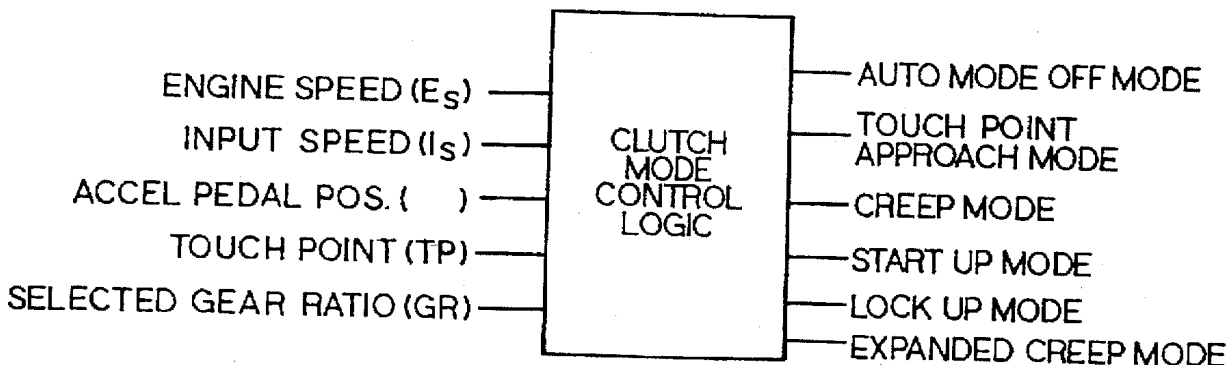 ENGINE SPEED (ES)
INPUT SPEED (IS)
ACCEL PEDAL POS. ( )
TOUCH POINT (TP)
SELECTED GEAR RATIO (GR)
CLUTCH
MODE
CONTROL
LOGIC
AUTO MODE OFF MODE
TOUCH POINT
APPROACH MODE
CREEP MODE
START UP MODE
LOCK UP MODE
EXPANDED CREEP MODE